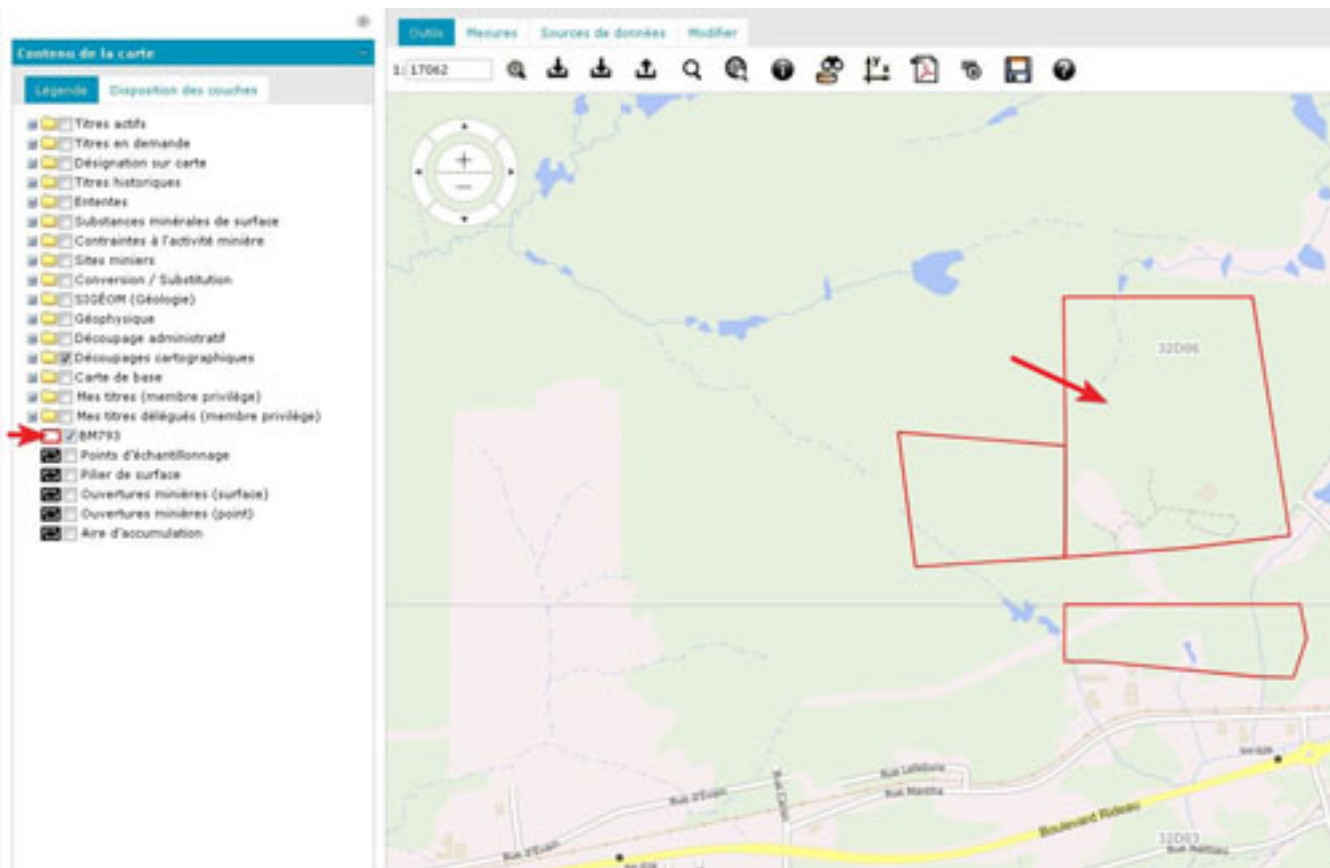 Contenu de la carte
Légende Disposition des couches
Titres actifs
Titres en demande
Désignation sur carte
Titres historiques
Ententes
Substances minérales de surface
Contraintes à l'activité minière
Sites miniers
Conversion / Substitution
SIGÉOM (Géologie)
Géophysique
Découpage administratif
Découpages cartographiques
Carte de base
Mes titres (membre privilège)
Mes titres délégués (membre privilège)
BM793
Points d'échantillonnage
Pilier de surface
Ouvertures minières (surface)
Ouvertures minières (point)
Aire d'accumulation
Outils Mesures Sources de données Modifier
1: 17062
32D06
Rue Lefebvre
Rue d'Evain
Rue Mantha
Boulevard Rideau
Rue d'Evain
32D03